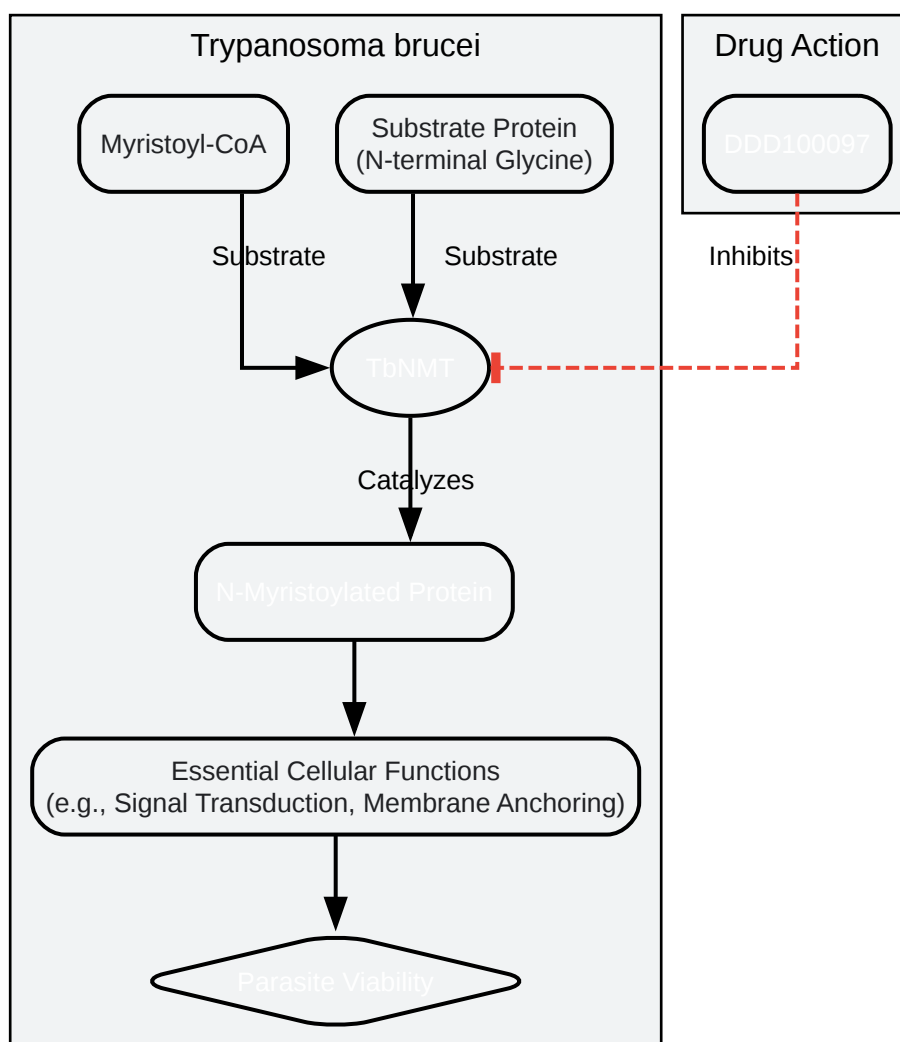 Trypanosoma brucei
Drug Action
Myristoyl-CoA
Substrate Protein
(N-terminal Glycine)
DDD100097
Substrate
Substrate
Inhibits
TbNMT
Catalyzes
N-Myristoylated Protein
Essential Cellular Functions
(e.g., Signal Transduction, Membrane Anchoring)
Parasite Viability